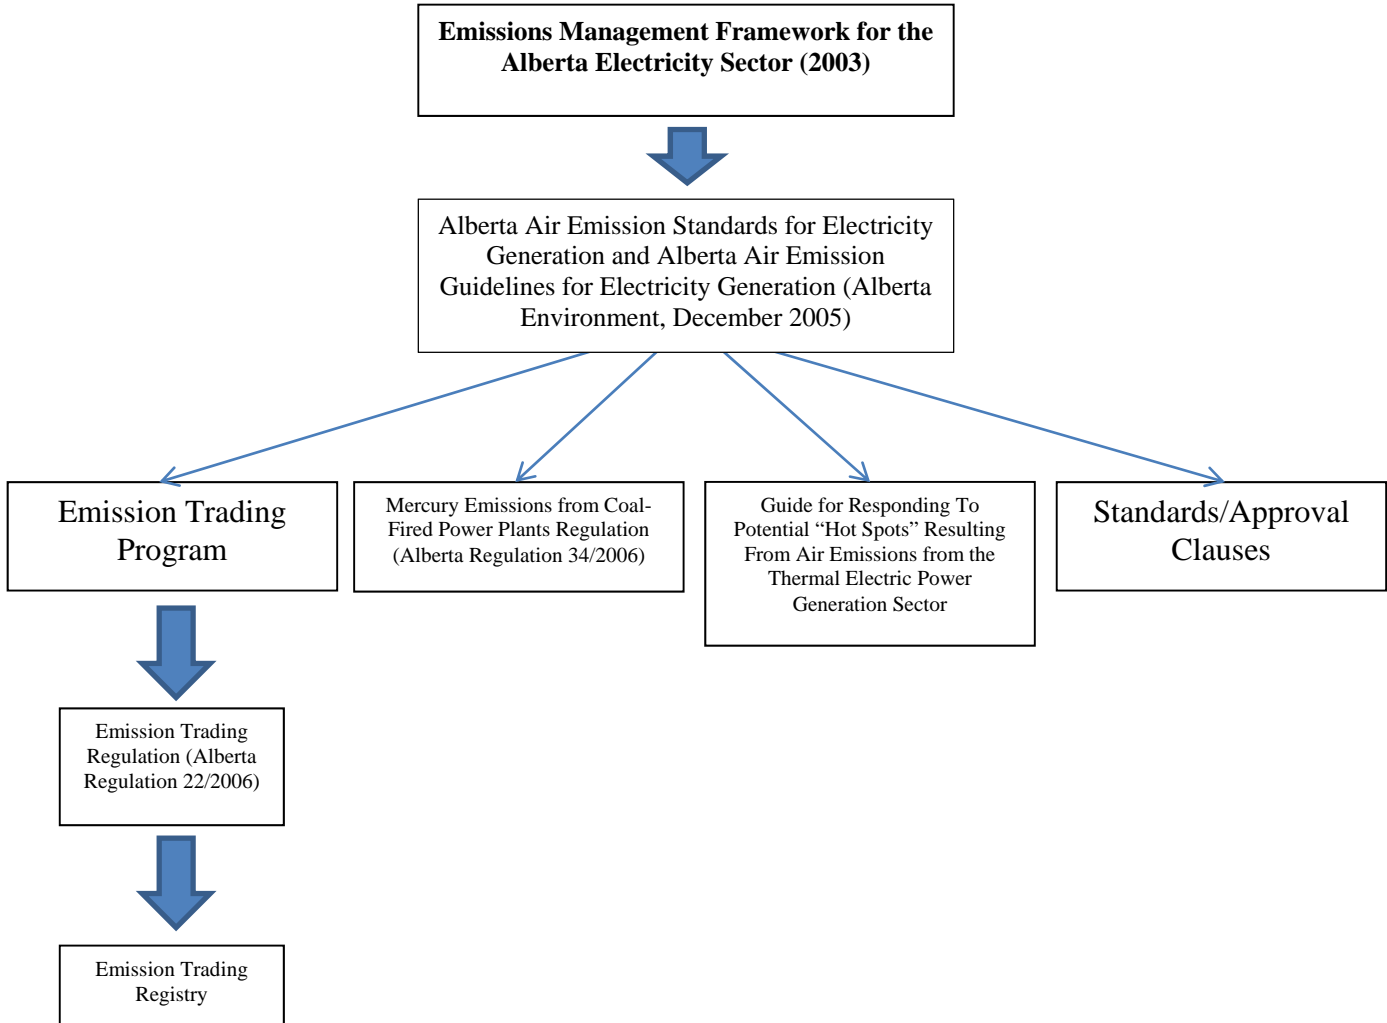 Emissions Management Framework for the
Alberta Electricity Sector (2003)
Alberta Air Emission Standards for Electricity
Generation and Alberta Air Emission
Guidelines for Electricity Generation (Alberta
Environment, December 2005)
Emission Trading
Program
Mercury Emissions from Coal-
Fired Power Plants Regulation
(Alberta Regulation 34/2006)
Guide for Responding To
Potential “Hot Spots” Resulting
From Air Emissions from the
Thermal Electric Power
Generation Sector
Standards/Approval
Clauses
Emission Trading
Regulation (Alberta
Regulation 22/2006)
Emission Trading
Registry